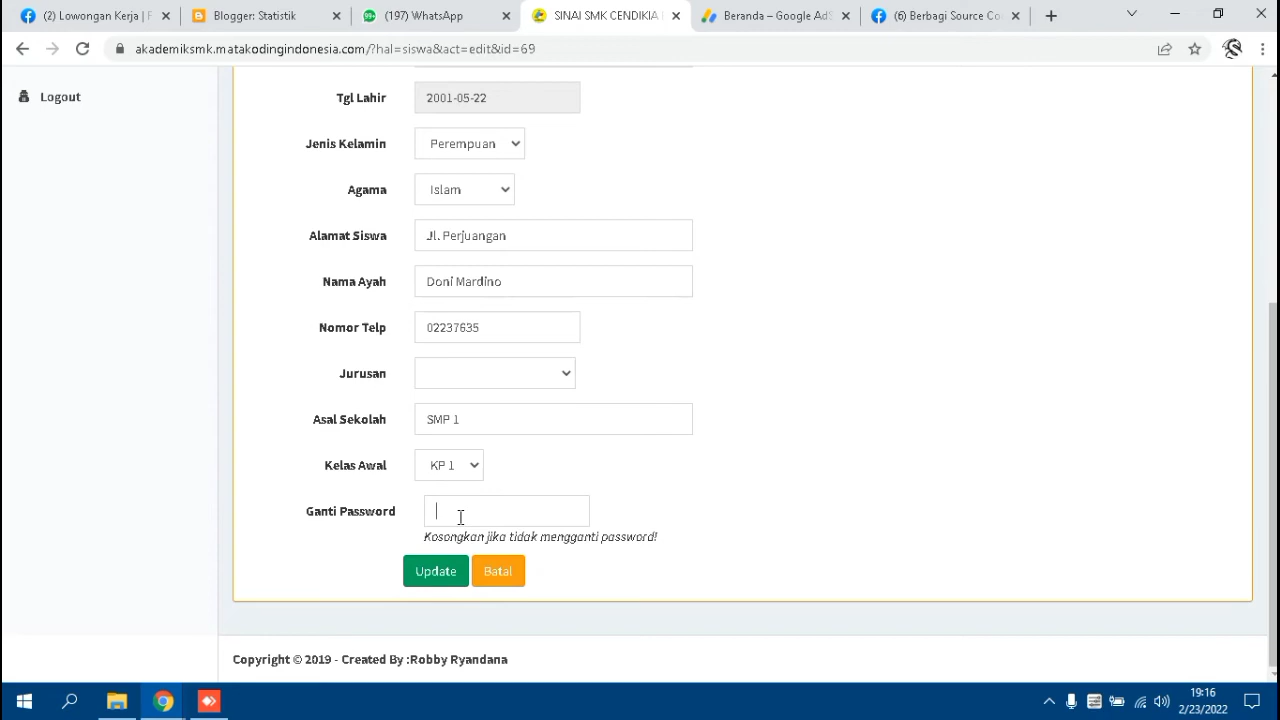 (2) Lowongan Kerja | F
Blogger: Statistik
(197) WhatsApp
SINAI SMK CENDIKIA
Beranda – Google AdS
(6) Berbagi Source Co
akademiksmk.matakodingindonesia.com/?hal=siswa&act=edit&id=69
Logout
Tgl Lahir 2001-05-22
Jenis Kelamin Perempuan
Agama Islam
Alamat Siswa Jl. Perjuangan
Nama Ayah Doni Mardino
Nomor Telp 02237635
Jurusan
Asal Sekolah SMP 1
Kelas Awal KP 1
Ganti Password
Kosongkan jika tidak mengganti password!
Update Batal
Copyright © 2019 - Created By :Robby Ryandana
19:16
2/23/2022